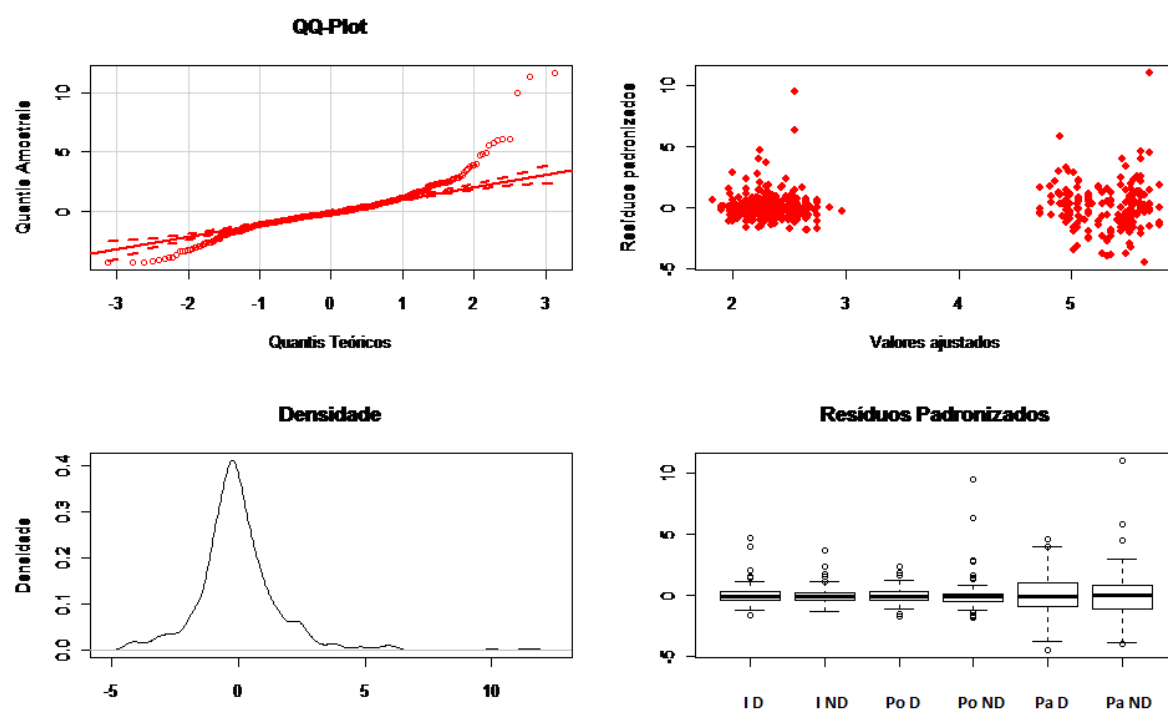 QQ-Plot
Quantis Amostrais
10
5
0
-3 -2 -1 0 1 2 3
Quantis Teóricos
Resíduos padronizados
10
5
0
-5
2 3 4 5
Valores ajustados
Densidade
Densidade
0.4
0.3
0.2
0.1
0.0
-5 0 5 10
Resíduos Padronizados
10
5
0
-5
I D I ND Po D Po ND Pa D Pa ND